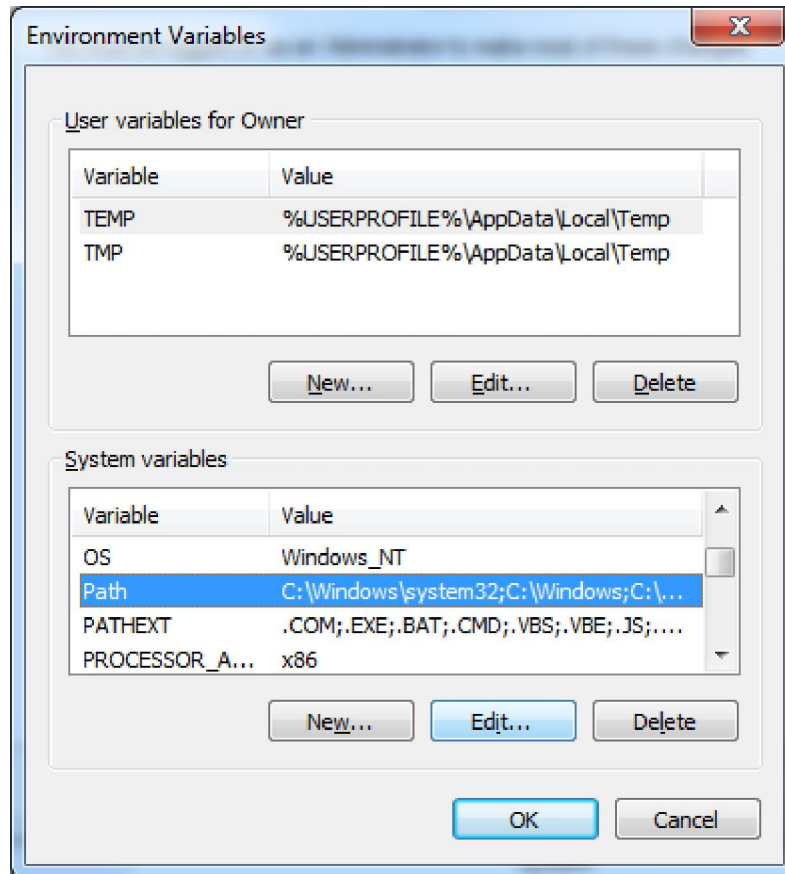 Environment Variables
User variables for Owner
Variable Value
TEMP %USERPROFILE%\AppData\Local\Temp
TMP %USERPROFILE%\AppData\Local\Temp
New... Edit... Delete
System variables
Variable Value
OS Windows_NT
Path C:\Windows\system32;C:\Windows;C:\...
PATHEXT .COM;.EXE;.BAT;.CMD;.VBS;.VBE;.JS;....
PROCESSOR_A... x86
New... Edit... Delete
OK Cancel